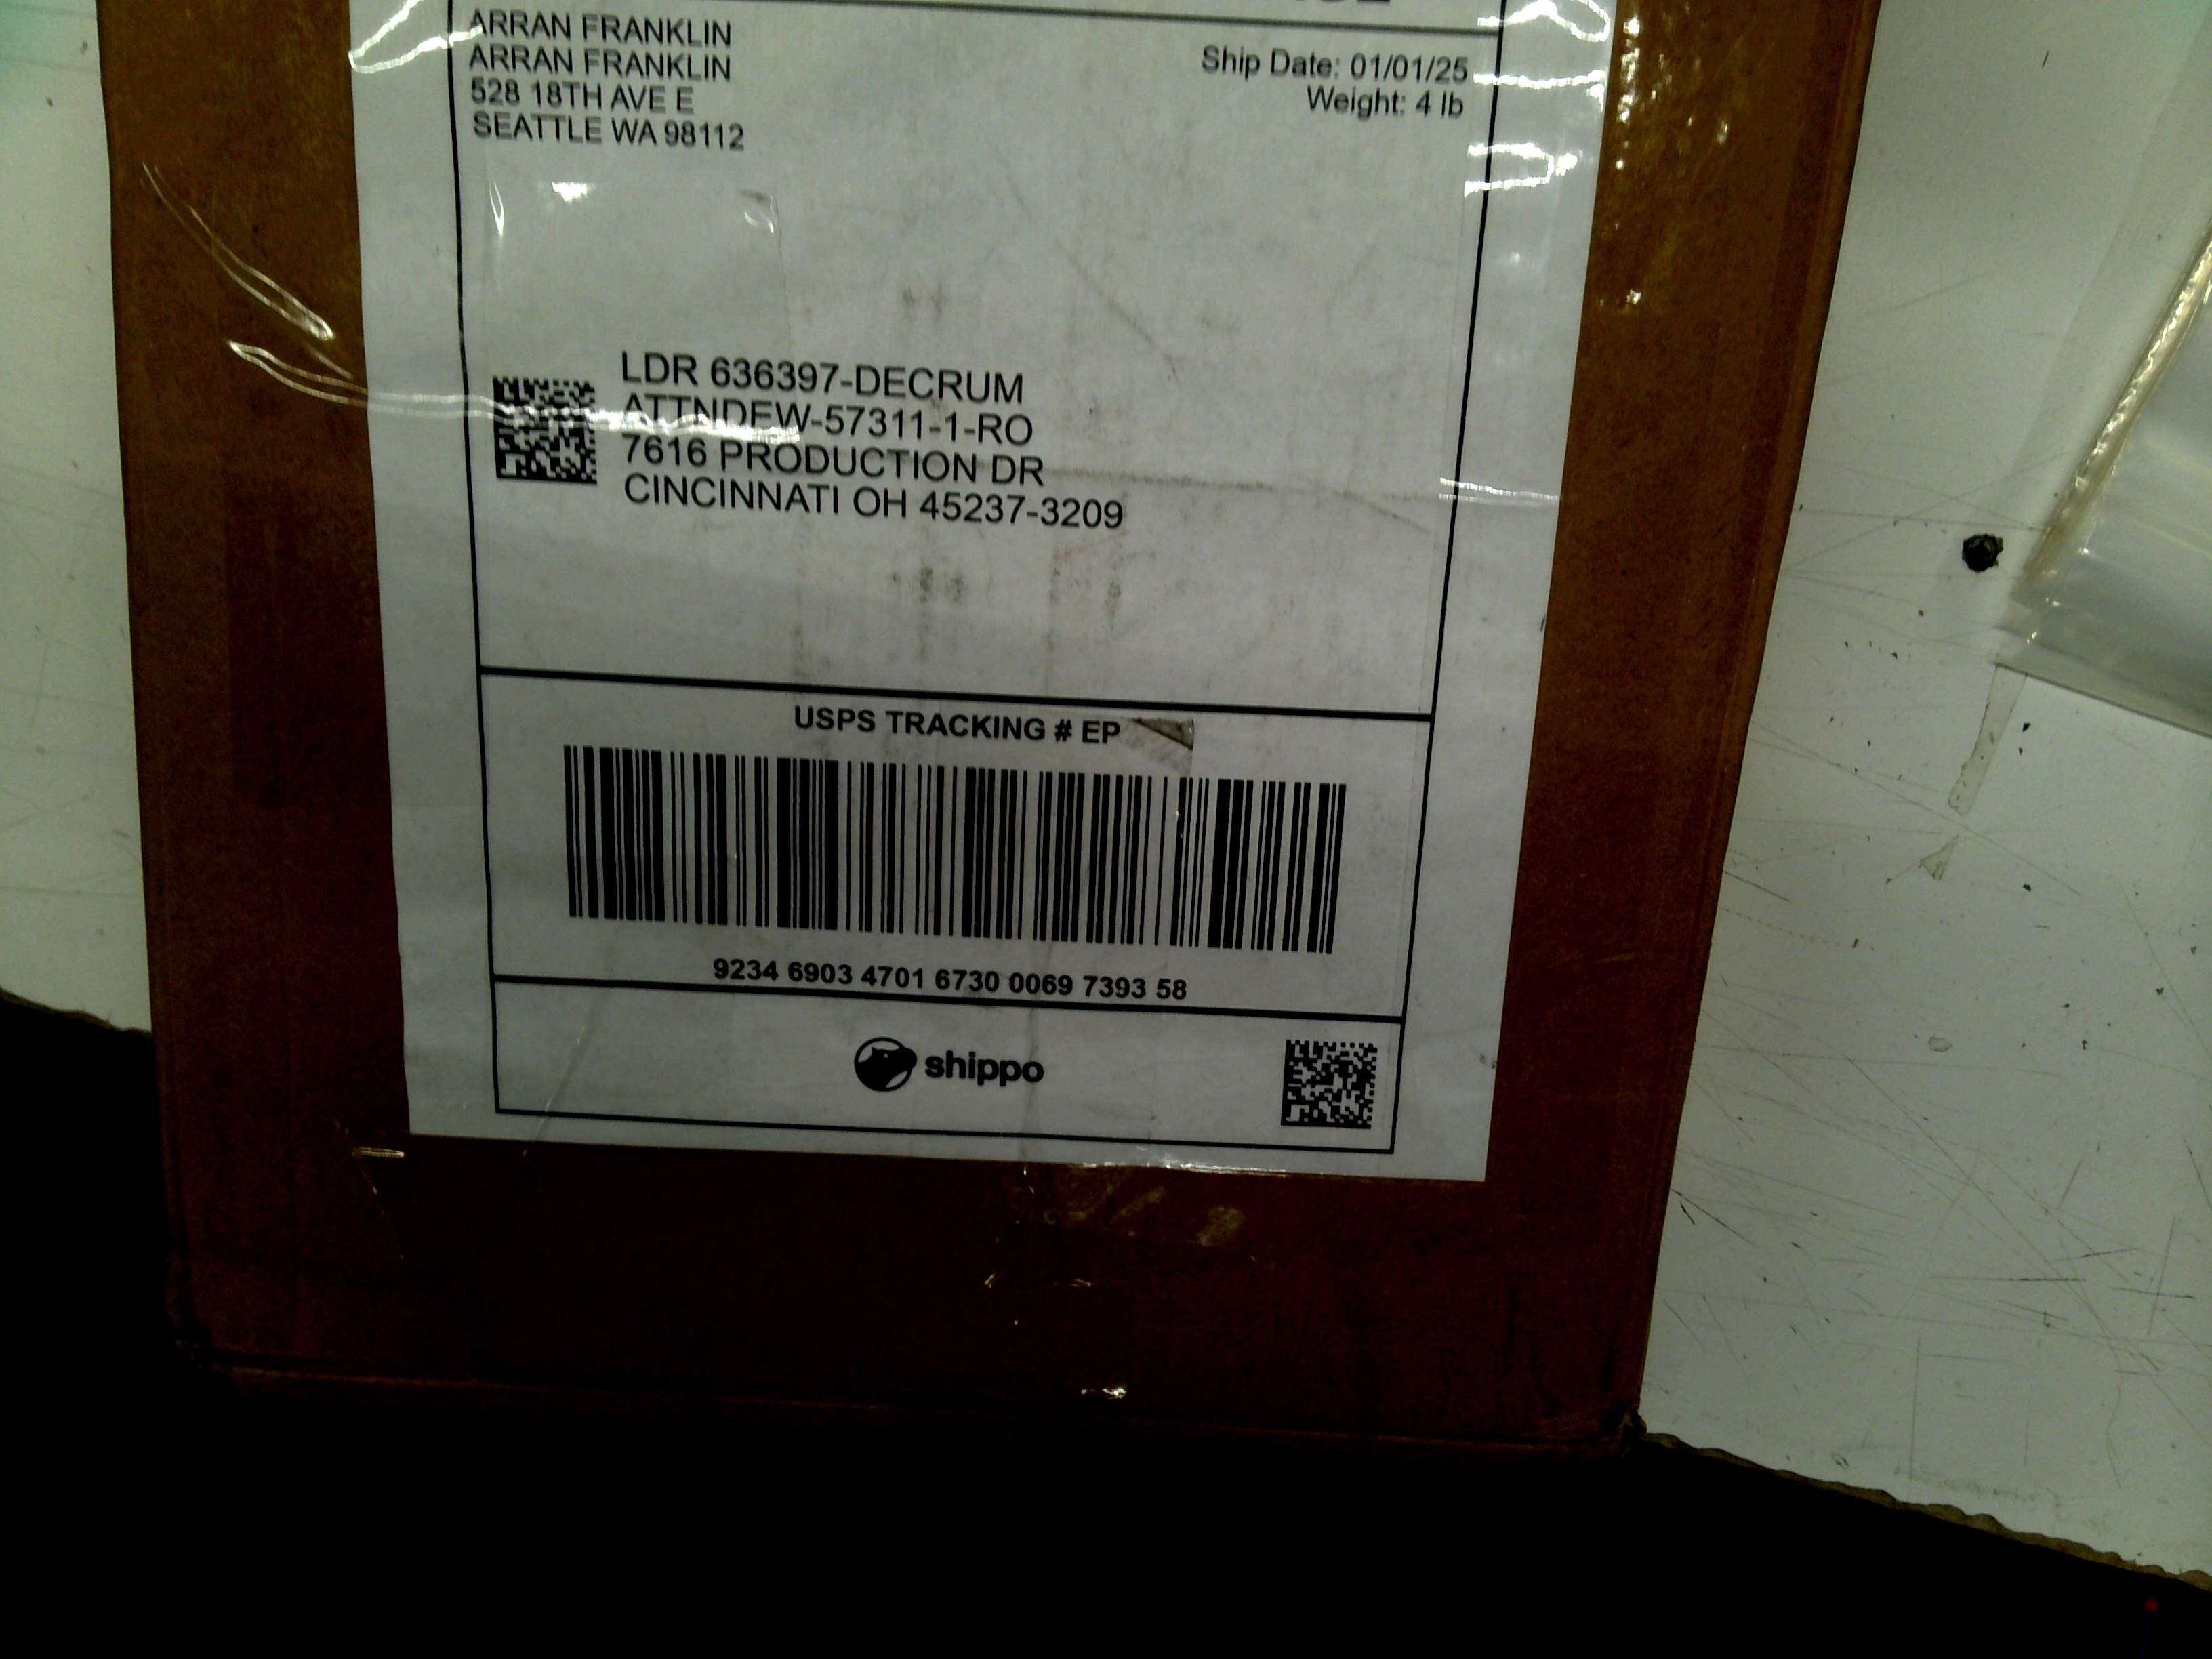 ARRAN FRANKLIN
ARRAN FRANKLIN
528 18TH AVE E
SEATTLE WA 98112
Ship Date: 01/01/25
Weight: 4 lb
LDR 636397-DECRUM
ATTNDEW-57311-1-RO
7616 PRODUCTION DR
CINCINNATI OH 45237-3209
USPS TRACKING # EP
9234 6903 4701 6730 0069 7393 58
shippo